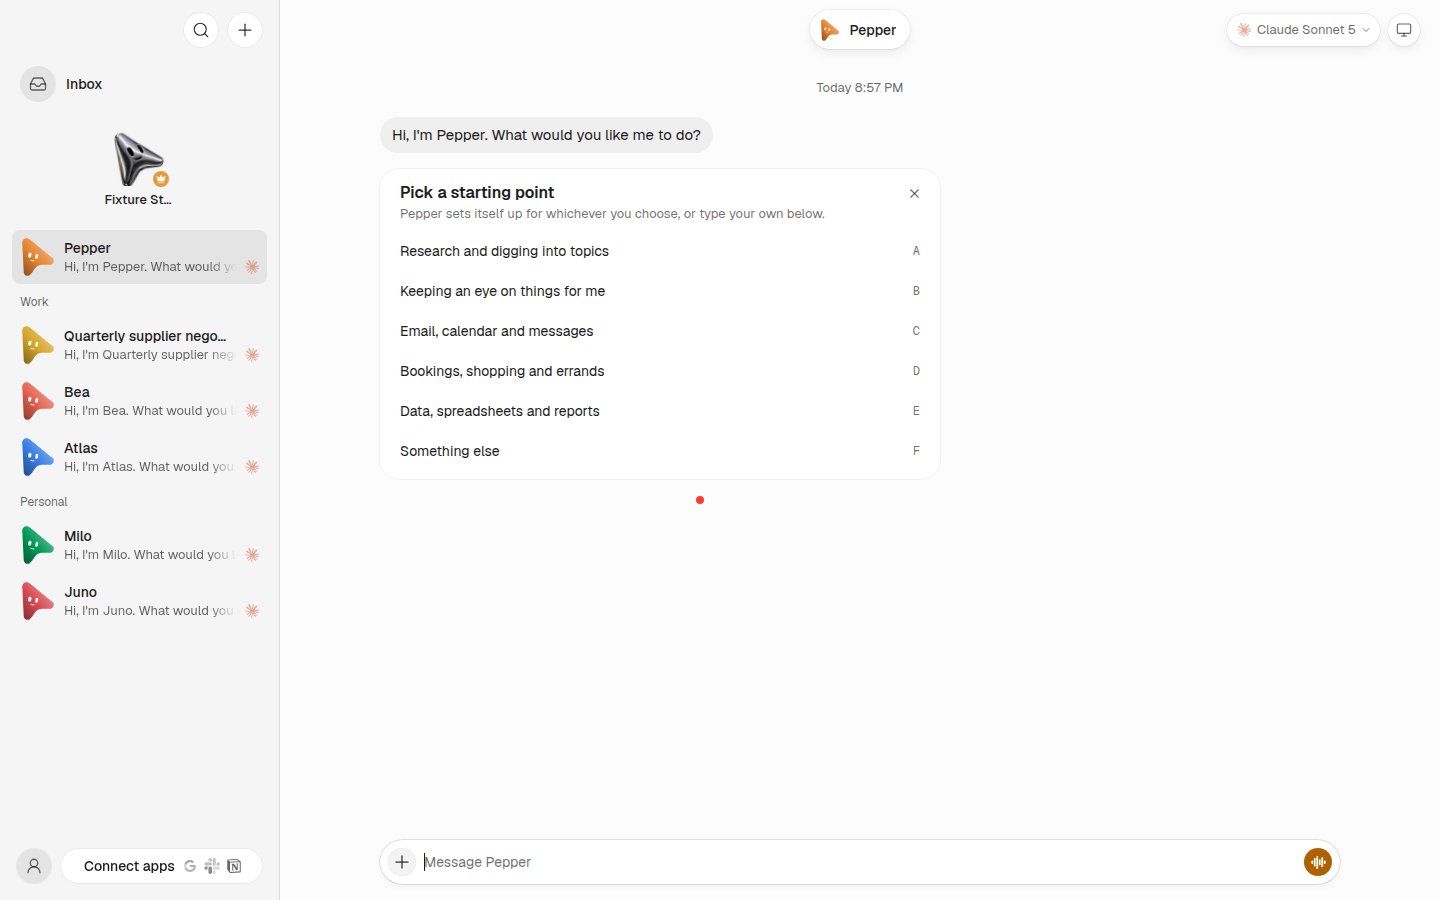 Inbox
Fixture St...
Pepper
Hi, I'm Pepper. What would yo
Work
Quarterly supplier nego...
Hi, I'm Quarterly supplier neg
Bea
Hi, I'm Bea. What would you
Atlas
Hi, I'm Atlas. What would you
Personal
Milo
Hi, I'm Milo. What would you
Juno
Hi, I'm Juno. What would you
Connect apps
Pepper
Claude Sonnet 5
Today 8:57 PM
Hi, I'm Pepper. What would you like me to do?
Pick a starting point
Pepper sets itself up for whichever you choose, or type your own below.
Research and digging into topics A
Keeping an eye on things for me B
Email, calendar and messages C
Bookings, shopping and errands D
Data, spreadsheets and reports E
Something else F
Message Pepper